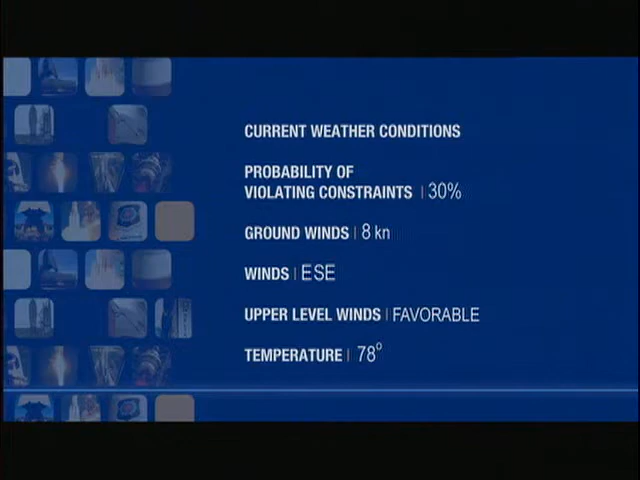 CURRENT WEATHER CONDITIONS
PROBABILITY OF
VIOLATING CONSTRAINTS | 30%
GROUND WINDS | 8 kn
WINDS | ESE
UPPER LEVEL WINDS | FAVORABLE
TEMPERATURE | 78°